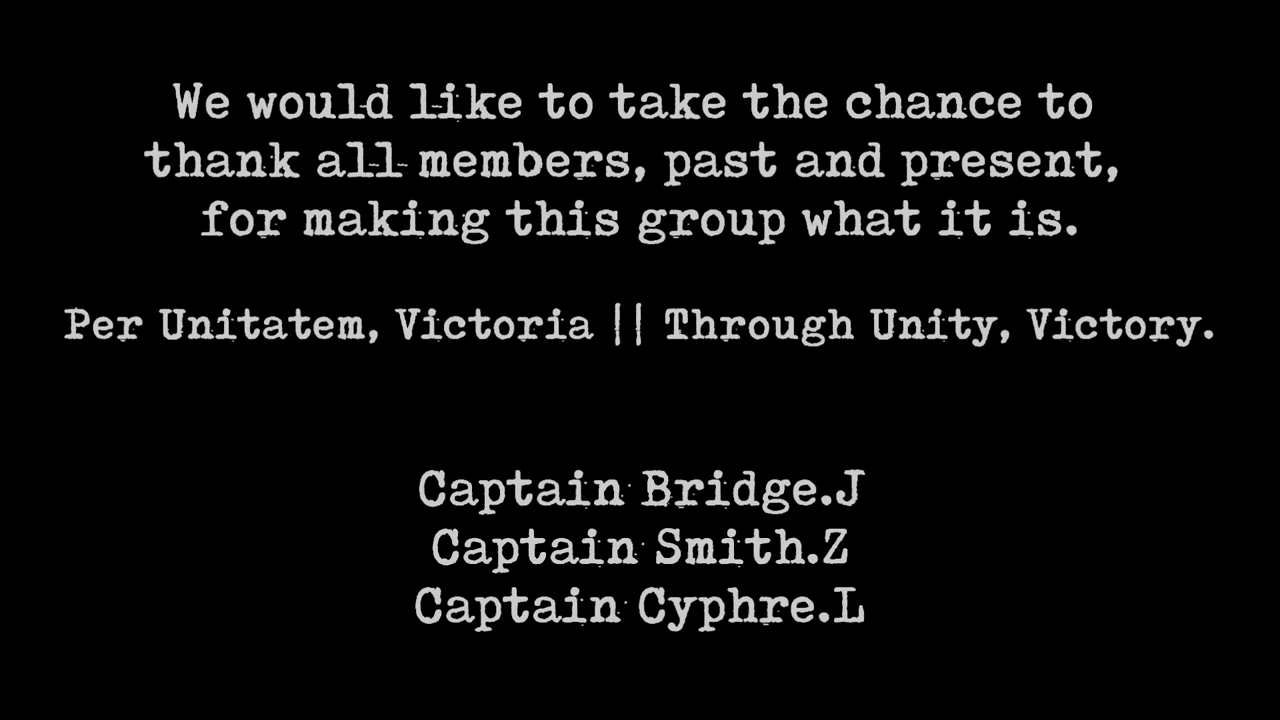 We would like to take the chance to
thank all members, past and present,
for making this group what it is.
Per Unitatem, Victoria || Through Unity, Victory.
Captain Bridge.J
Captain Smith.Z
Captain Cyphre.L